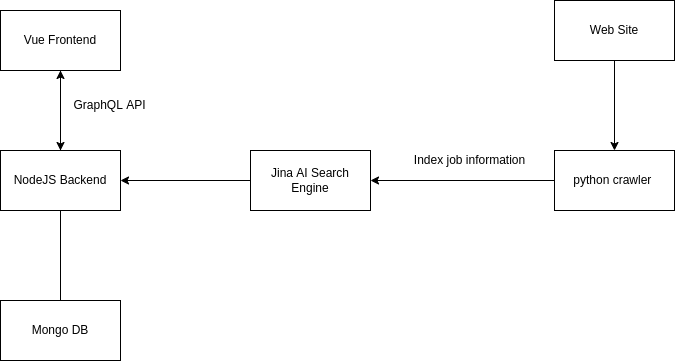 Vue Frontend
Web Site
GraphQL API
NodeJS Backend
Jina AI Search
Engine
Index job information
python crawler
Mongo DB